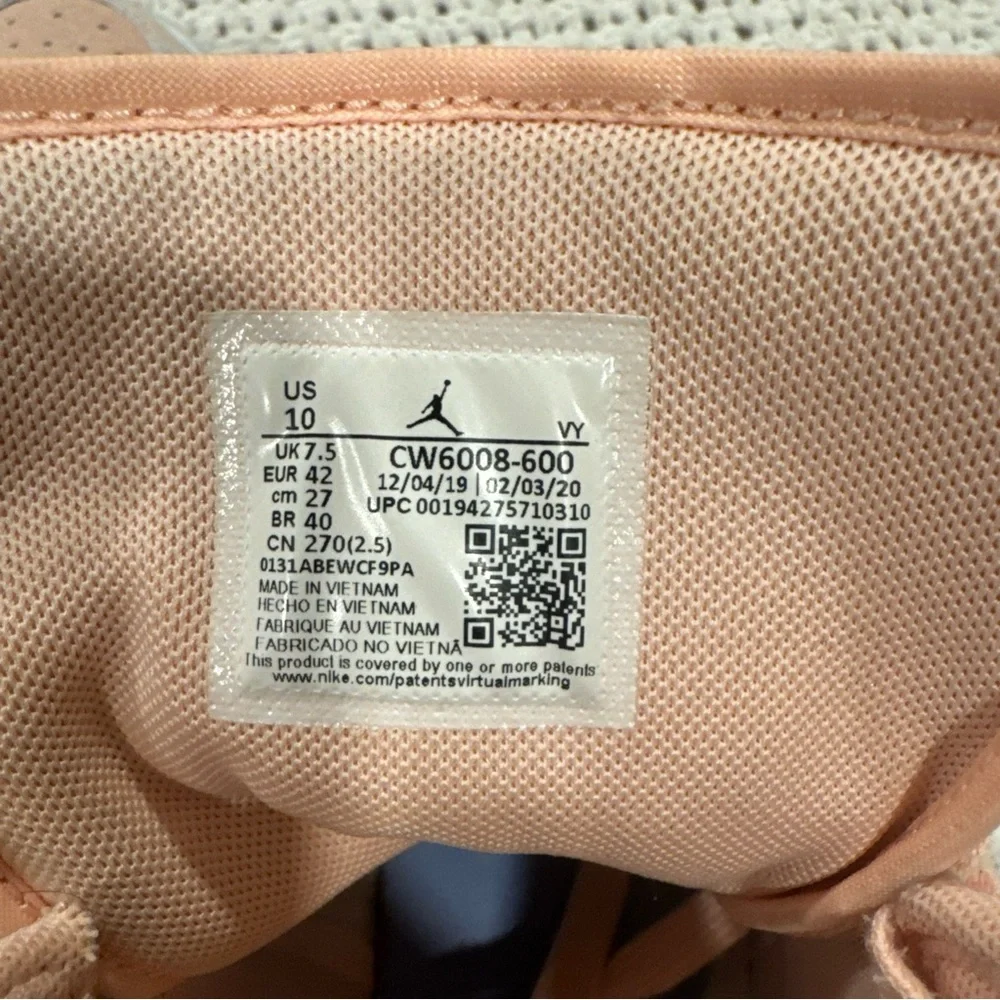 US
10
VY
UK 7.5
EUR 42
cm 27
BR 40
CN 270(2.5)
CW6008-600
12/04/19 | 02/03/20
UPC 00194275710310
0131ABEWCF9PA
MADE IN VIETNAM
HECHO EN VIETNAM
FABRIQUE AU VIETNAM
FABRICADO NO VIETNÃ
This product is covered by one or more patents
www.nike.com/patentsvirtualmarking